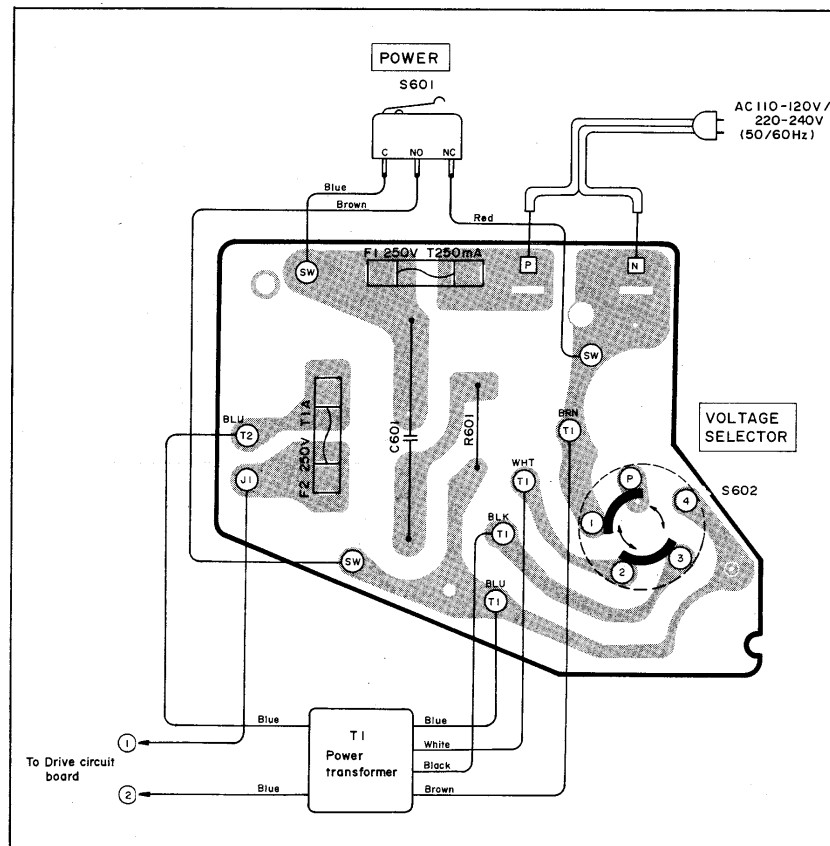 POWER
S601
AC 110-120V/
220-240V
(50/60Hz)
C NO NC
Blue
Brown
Red
F1 250V T250mA
SW
P
N
SW
BLU
T2
F2 250V T1A
J1
C601
R601
BRN
T1
VOLTAGE
SELECTOR
S602
WHT
T1
P
4
1
BLK
T1
2
3
SW
BLU
T1
Blue
Blue
T1
Power
transformer
White
Black
Brown
Blue
1
To Drive circuit
board
2